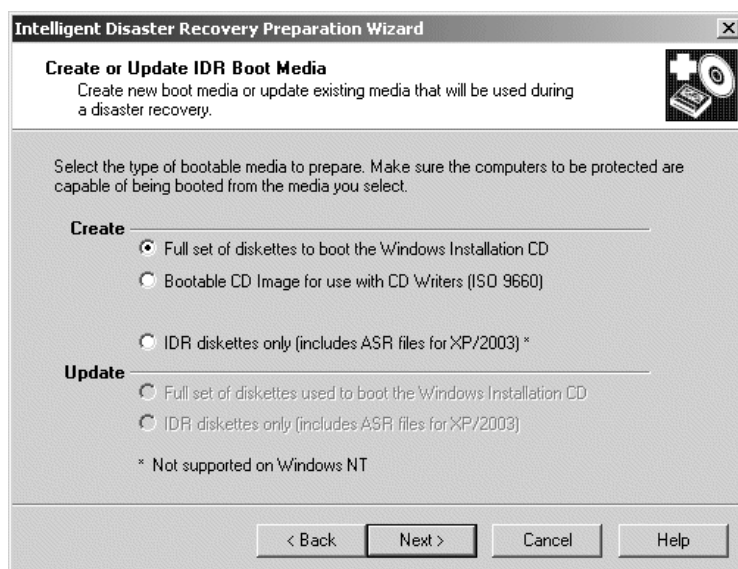 Intelligent Disaster Recovery Preparation Wizard
Create or Update IDR Boot Media
Create new boot media or update existing media that will be used during
a disaster recovery.
Select the type of bootable media to prepare. Make sure the computers to be protected are
capable of being booted from the media you select.
Create
Full set of diskettes to boot the Windows Installation CD
Bootable CD Image for use with CD Writers (ISO 9660)
IDR diskettes only (includes ASR files for XP/2003) *
Update
Full set of diskettes used to boot the Windows Installation CD
IDR diskettes only (includes ASR files for XP/2003)
* Not supported on Windows NT
< Back Next > Cancel Help